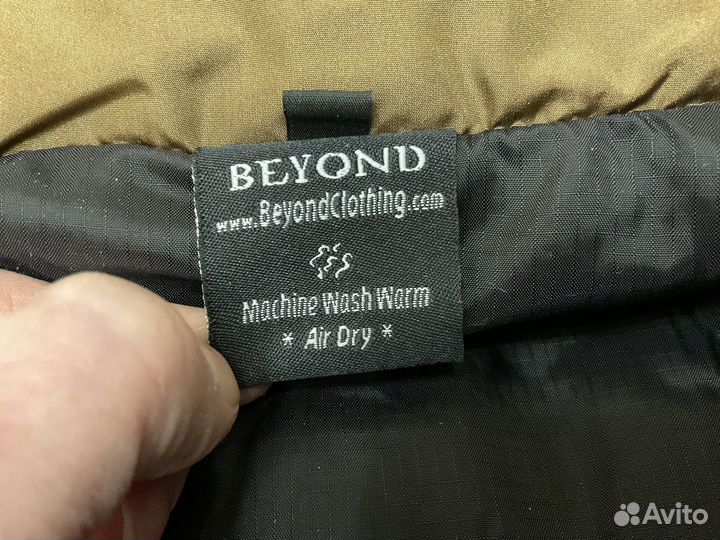 BEYOND
www.BeyondClothing.com
Machine Wash Warm
* Air Dry *
Avito